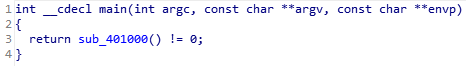 1 int __cdecl main(int argc, const char **argv, const char **envp)
2 {
3   return sub_401000() != 0;
4 }